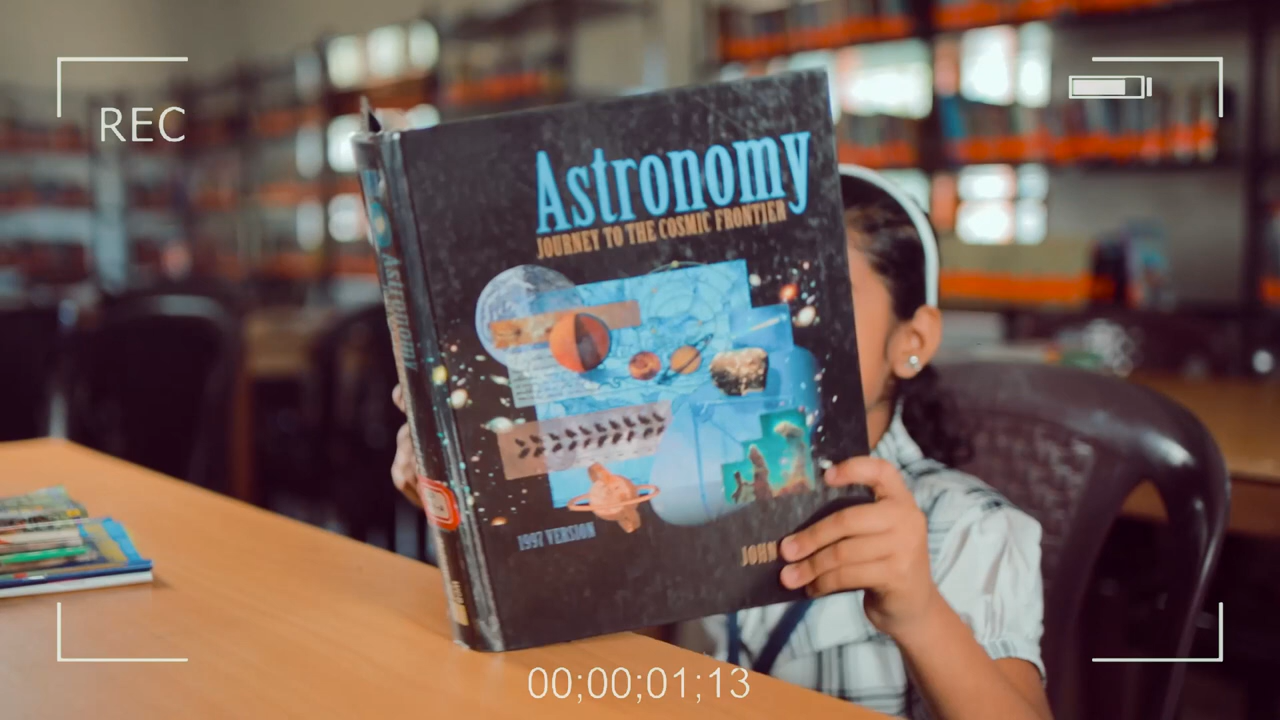 REC
Astronomy
JOURNEY TO THE COSMIC FRONTIER
1997 VERSION
JOHN
ASTRONOMY
00;00;01;13